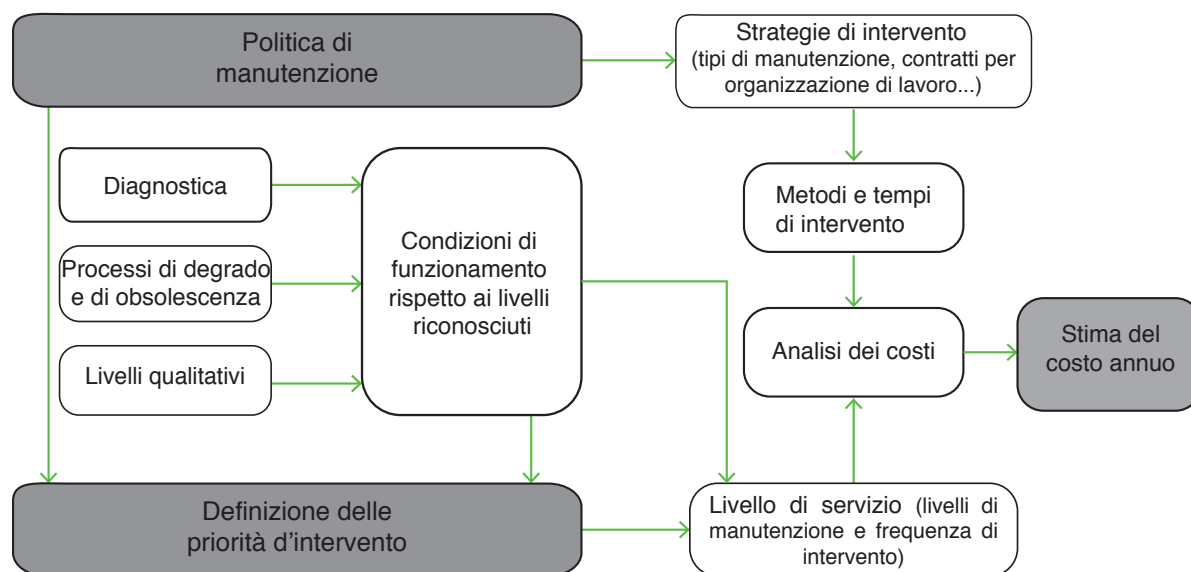 Politica di
manutenzione
Strategie di intervento
(tipi di manutenzione, contratti per
organizzazione di lavoro...)
Diagnostica
Processi di degrado
e di obsolescenza
Livelli qualitativi
Condizioni di
funzionamento
rispetto ai livelli
riconosciuti
Metodi e tempi
di intervento
Analisi dei costi
Stima del
costo annuo
Definizione delle
priorità d’intervento
Livello di servizio (livelli di
manutenzione e frequenza di
intervento)